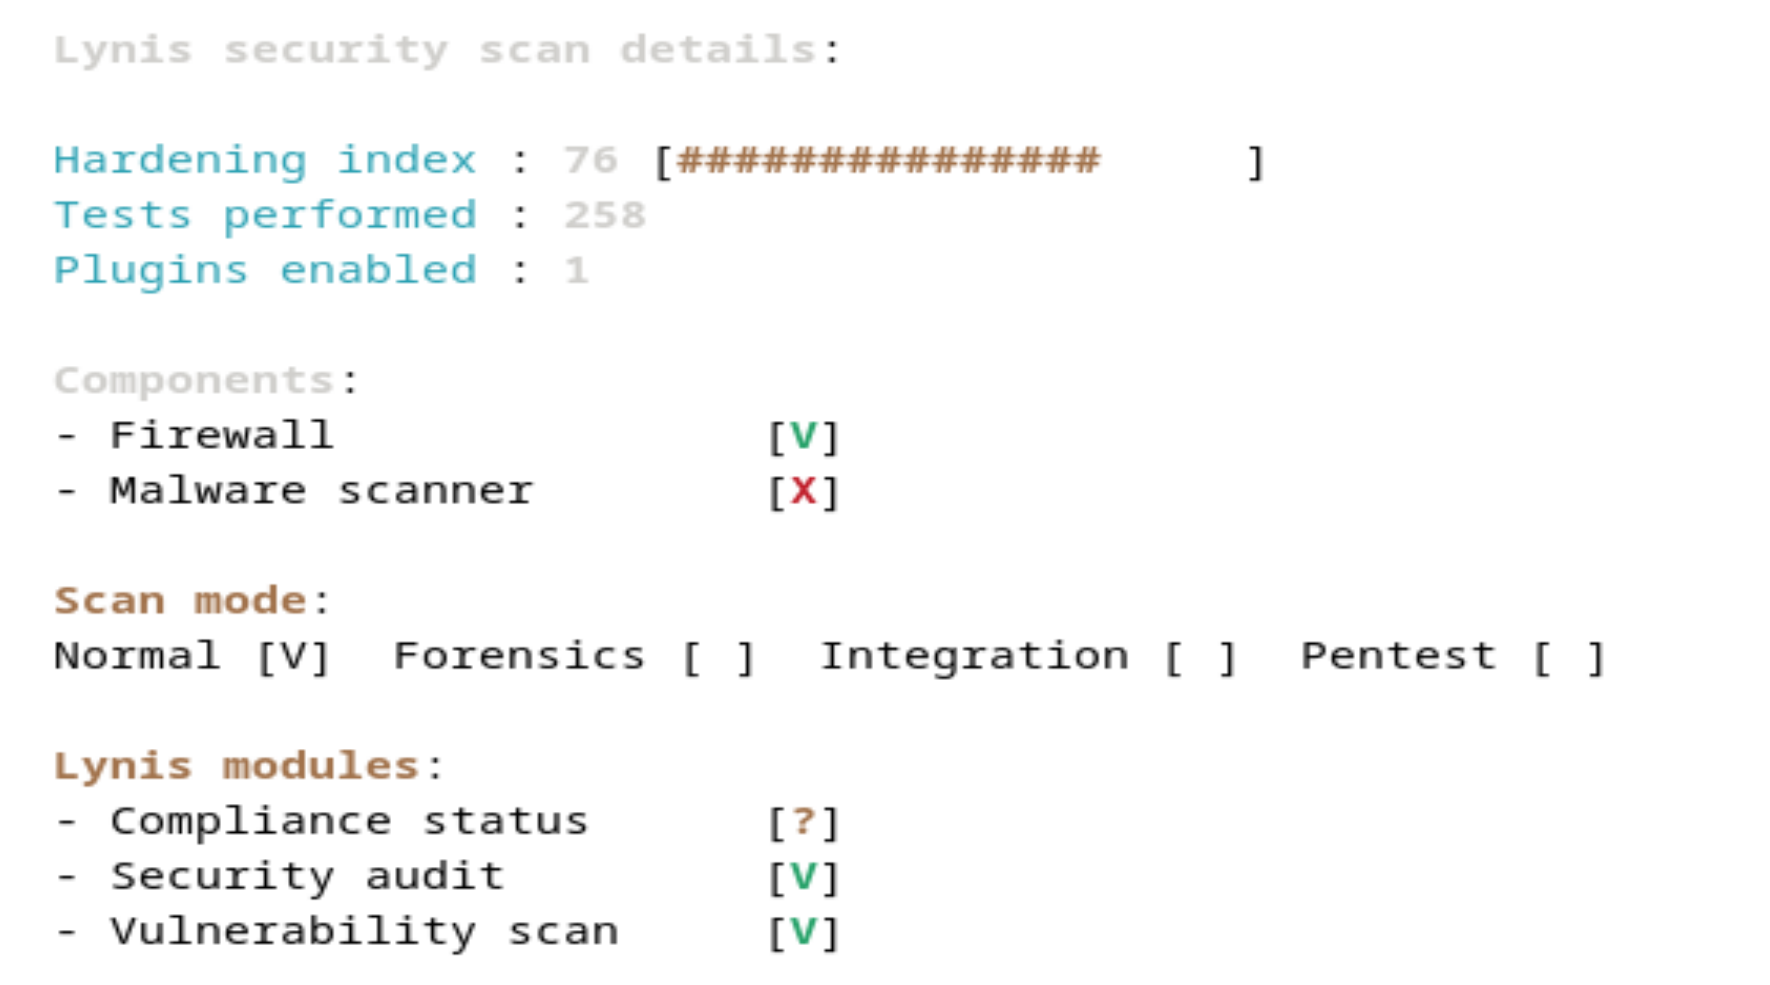 Lynis security scan details:
Hardening index : 76 [###############     ]
Tests performed : 258
Plugins enabled : 1
Components:
- Firewall               [V]
- Malware scanner        [X]
Scan mode:
Normal [V]  Forensics [ ]  Integration [ ]  Pentest [ ]
Lynis modules:
- Compliance status      [?]
- Security audit         [V]
- Vulnerability scan     [V]